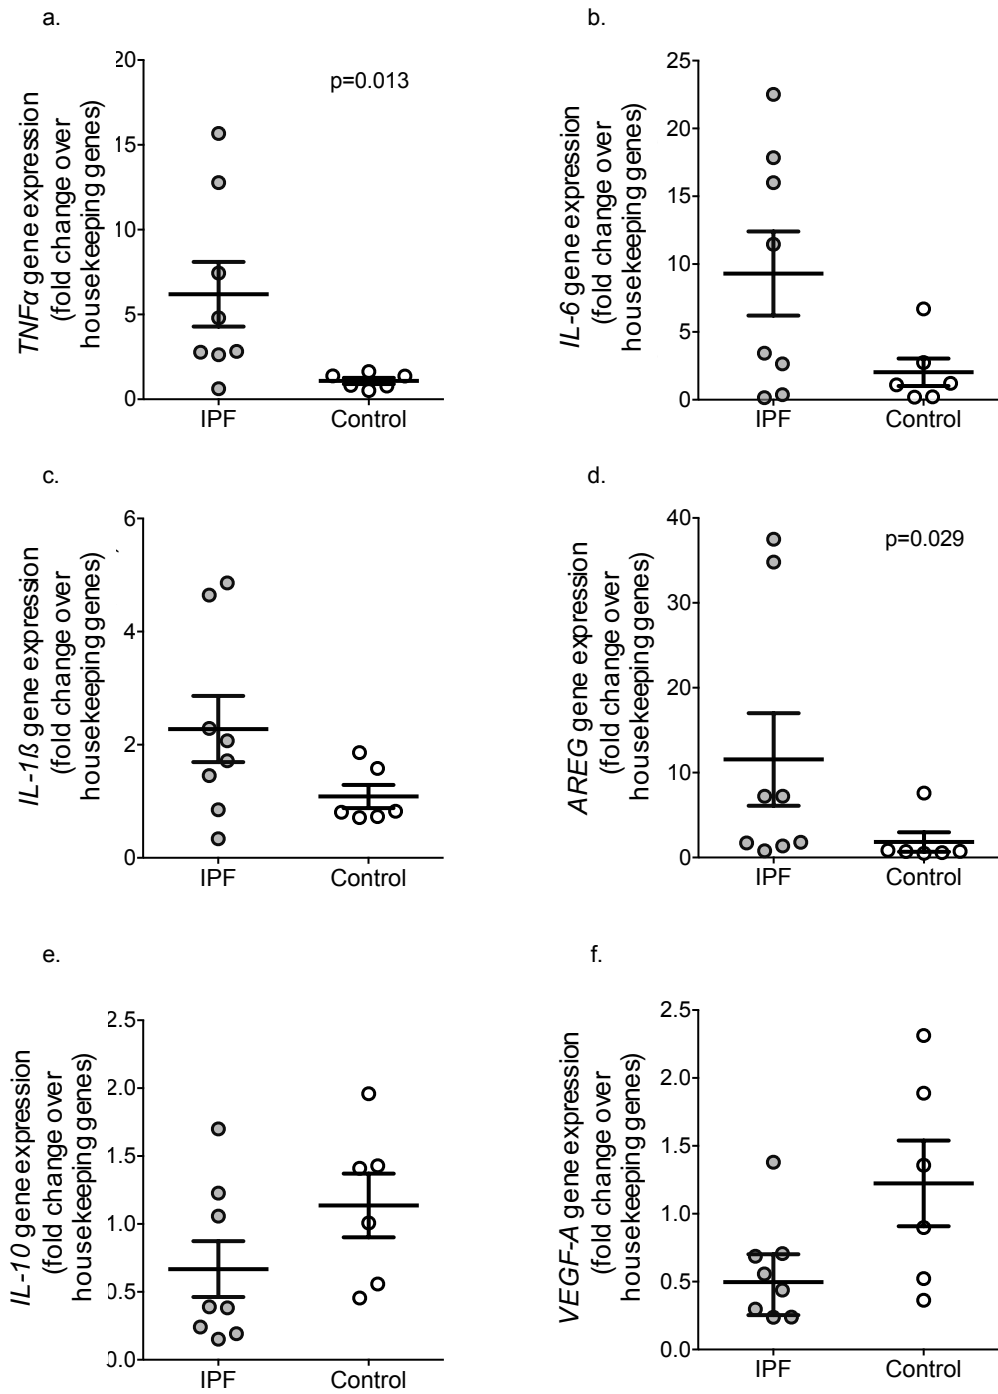 a.
TNFα gene expression
(fold change over
housekeeping genes)
20
15
10
5
0
p=0.013
IPF
Control
b.
IL-6 gene expression
(fold change over
housekeeping genes)
25
20
15
10
5
0
IPF
Control
c.
IL-1ß gene expression
(fold change over
housekeeping genes)
6
4
2
0
IPF
Control
d.
AREG gene expression
(fold change over
housekeeping genes)
40
30
20
10
0
p=0.029
IPF
Control
e.
IL-10 gene expression
(fold change over
housekeeping genes)
2.5
2.0
1.5
1.0
0.5
0.0
IPF
Control
f.
VEGF-A gene expression
(fold change over
housekeeping genes)
2.5
2.0
1.5
1.0
0.5
0.0
IPF
Control